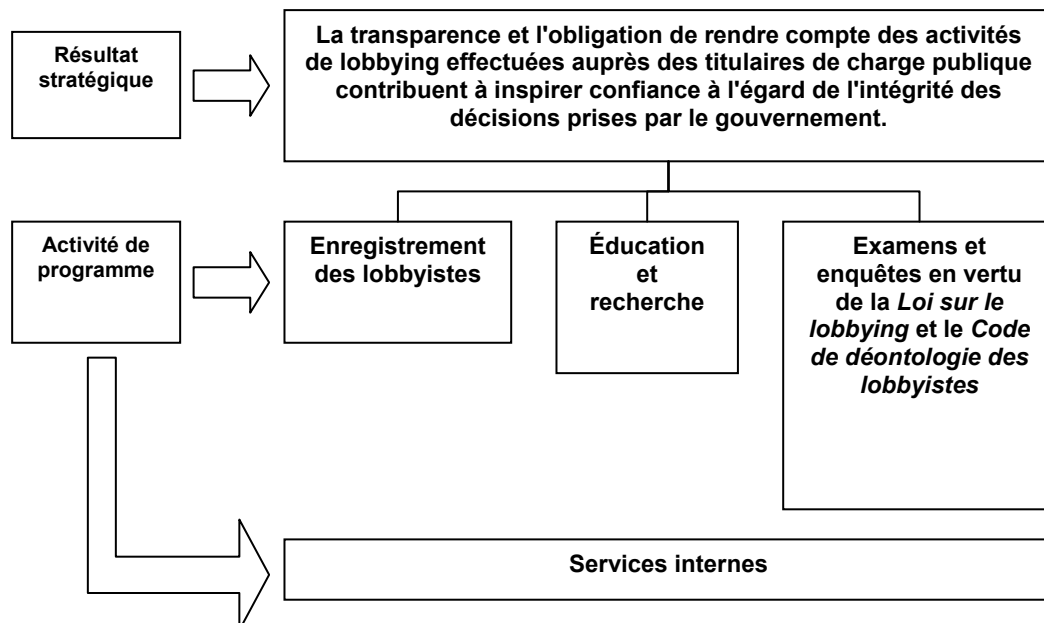 Résultat
stratégique
La transparence et l'obligation de rendre compte des activités
de lobbying effectuées auprès des titulaires de charge publique
contribuent à inspirer confiance à l'égard de l'intégrité des
décisions prises par le gouvernement.
Activité de
programme
Enregistrement
des lobbyistes
Éducation
et
recherche
Examens et
enquêtes en vertu
de la Loi sur le
lobbying et le Code
de déontologie des
lobbyistes
Services internes